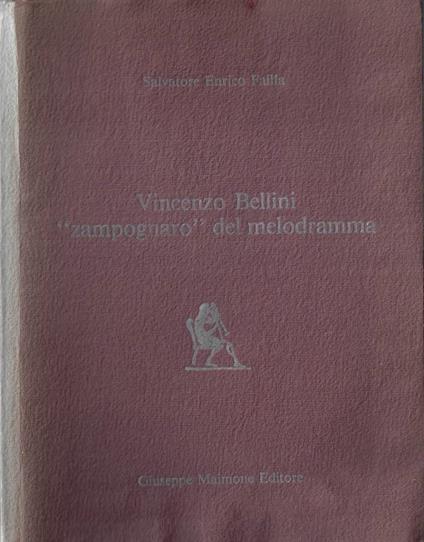 Salvatore Enrico Failla
Vincenzo Bellini
"zampognaro" del melodramma
Giuseppe Maimone Editore